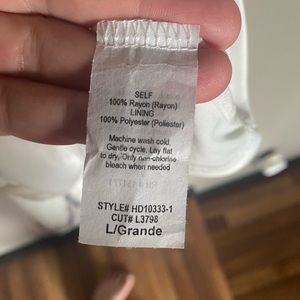 SELF
100% Rayon (Rayon)
LINING
100% Polyester (Poliester)
Machine wash cold.
Gentle cycle. Lay flat
to dry. Only non-chlorine
bleach when needed
STYLE# HD10333-1
CUT# L3798
L/Grande